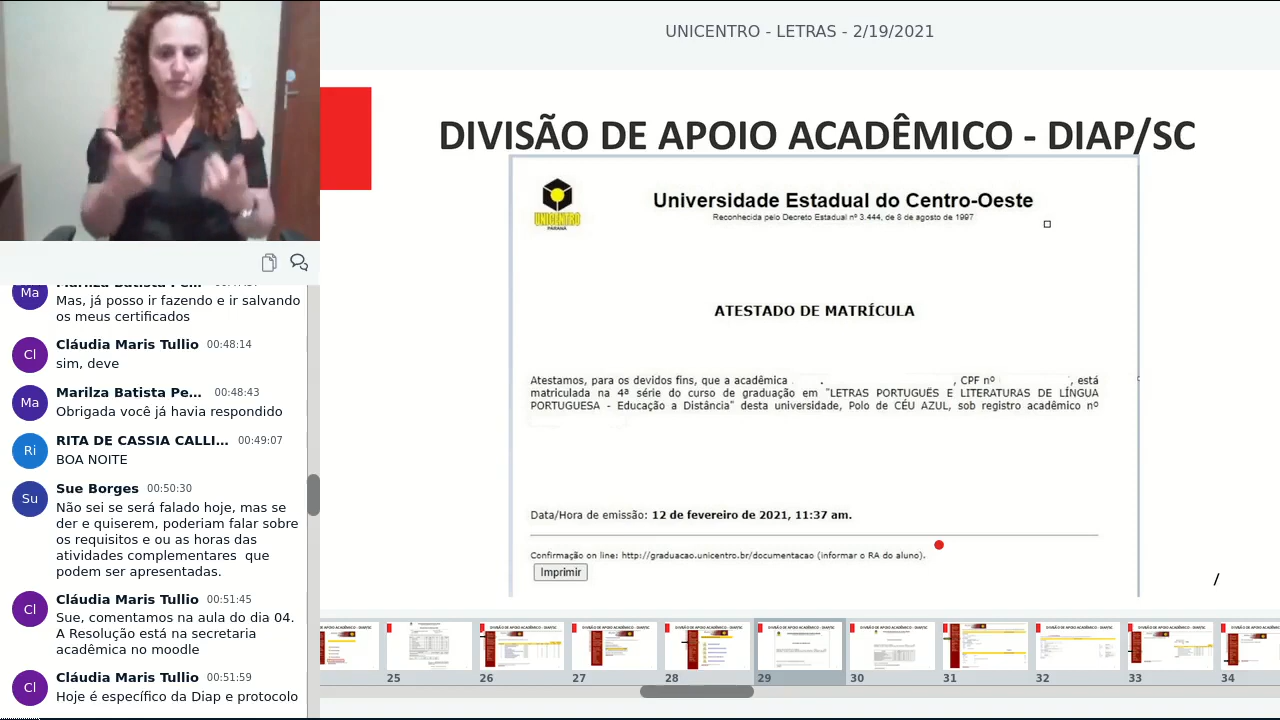 UNICENTRO - LETRAS - 2/19/2021
DIVISÃO DE APOIO ACADÊMICO - DIAP/SC
UNICENTRO
PARANÁ
Universidade Estadual do Centro-Oeste
Reconhecida pelo Decreto Estadual nº 3.444, de 8 de agosto de 1997
ATESTADO DE MATRÍCULA
Atestamos, para os devidos fins, que a acadêmica , CPF nº , está
matriculada na 4ª série do curso de graduação em "LETRAS PORTUGUÊS E LITERATURAS DE LÍNGUA
PORTUGUESA - Educação a Distância" desta universidade, Polo de CÉU AZUL, sob registro acadêmico nº
Data/Hora de emissão: 12 de fevereiro de 2021, 11:37 am.
Confirmação on line: http://graduacao.unicentro.br/documentacao (informar o RA do aluno).
Imprimir
/
Ma
Mas, já posso ir fazendo e ir salvando
os meus certificados
Cl
Cláudia Maris Tullio 00:48:14
sim, deve
Ma
Marilza Batista Pe... 00:48:43
Obrigada você já havia respondido
Ri
RITA DE CASSIA CALLI... 00:49:07
BOA NOITE
Su
Sue Borges 00:50:30
Não sei se será falado hoje, mas se
der e quiserem, poderiam falar sobre
os requisitos e ou as horas das
atividades complementares que
podem ser apresentadas.
Cl
Cláudia Maris Tullio 00:51:45
Sue, comentamos na aula do dia 04.
A Resolução está na secretaria
acadêmica no moodle
Cl
Cláudia Maris Tullio 00:51:59
Hoje é específico da Diap e protocolo
25 26 27 28 29 30 31 32 33 34